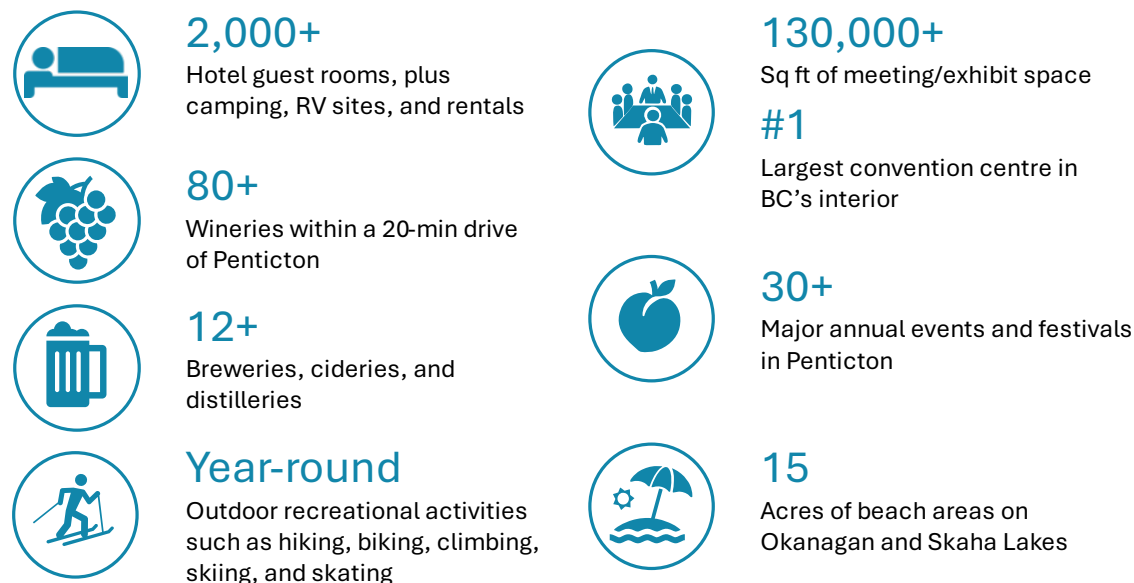 2,000+
Hotel guest rooms, plus
camping, RV sites, and rentals
80+
Wineries within a 20-min drive
of Penticton
12+
Breweries, cideries, and
distilleries
Year-round
Outdoor recreational activities
such as hiking, biking, climbing,
skiing, and skating
130,000+
Sq ft of meeting/exhibit space
#1
Largest convention centre in
BC’s interior
30+
Major annual events and festivals
in Penticton
15
Acres of beach areas on
Okanagan and Skaha Lakes